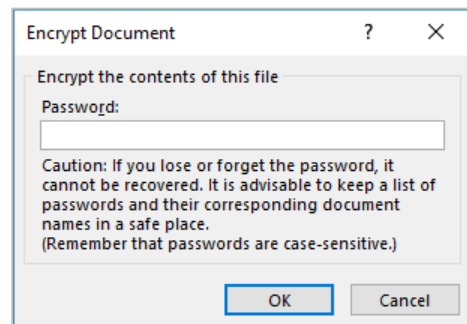 Encrypt Document ?
Encrypt the contents of this file
Password:
Caution: If you lose or forget the password, it
cannot be recovered. It is advisable to keep a list of
passwords and their corresponding document
names in a safe place.
(Remember that passwords are case-sensitive.)
OK Cancel